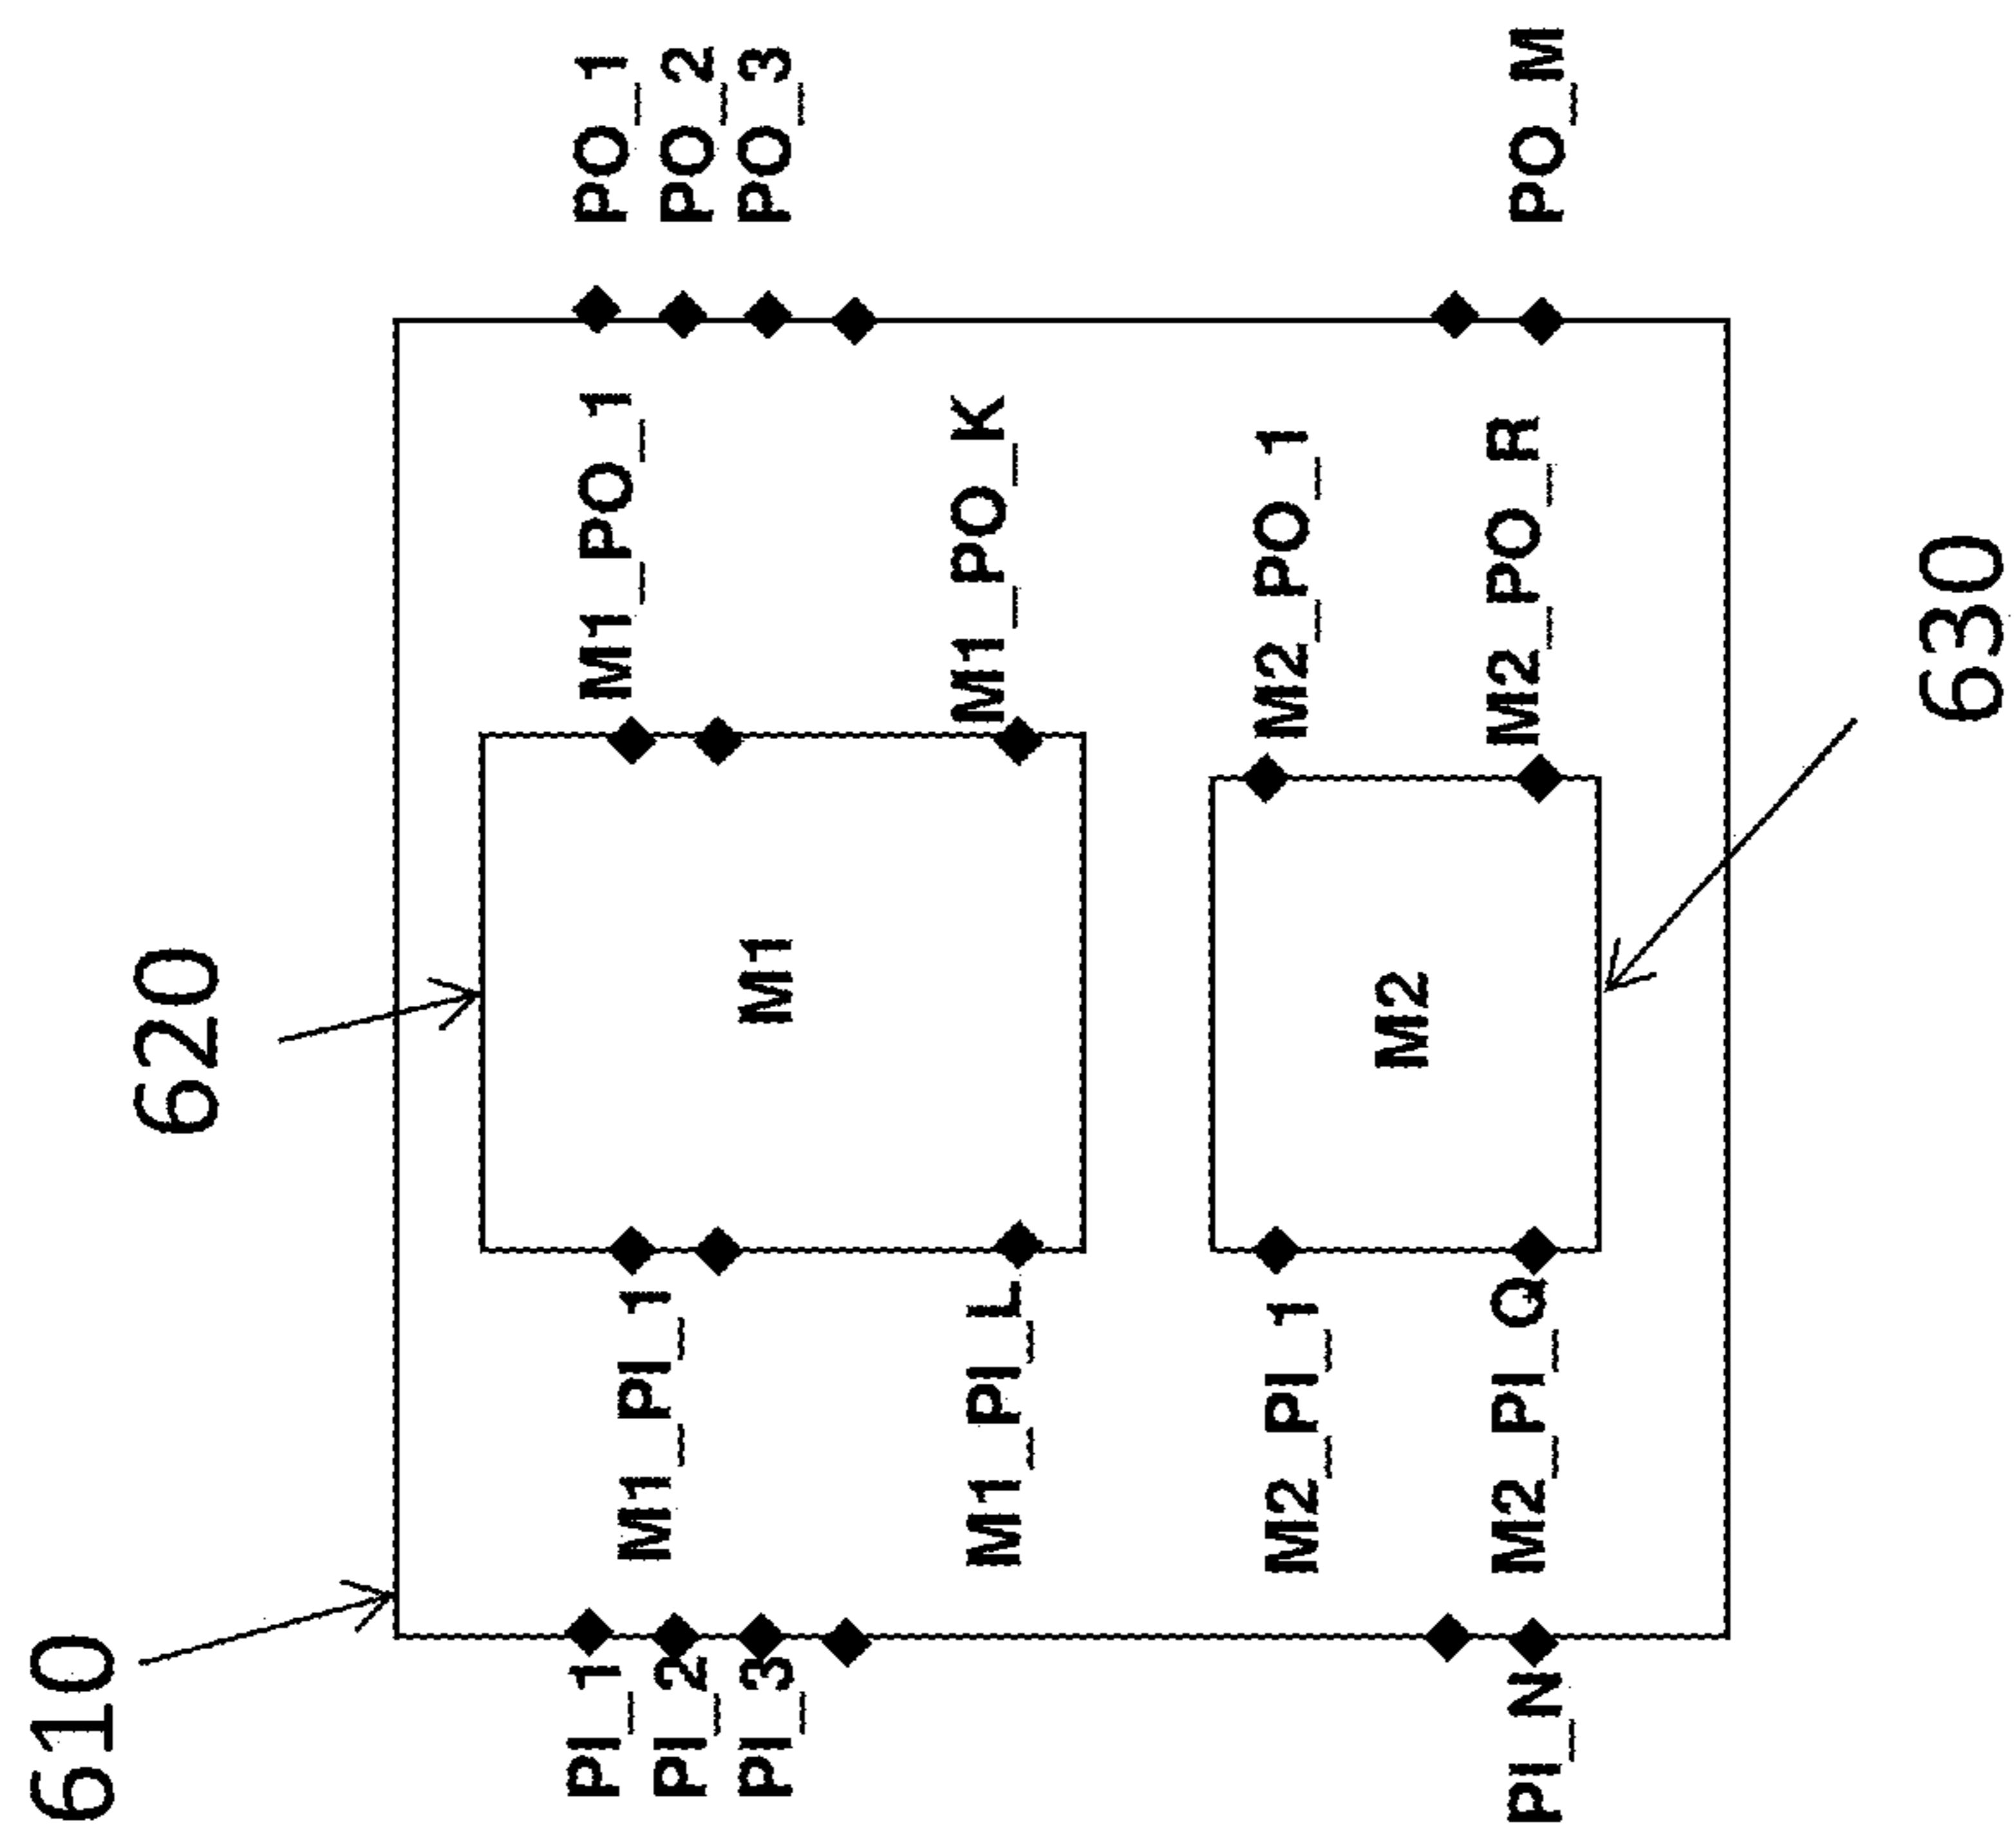 610
620
630
PI_1
PI_2
PI_3
PI_N
M1_PI_1
M1_PI_L
M2_PI_1
M2_PI_Q
M1
M2
M1_PO_1
M1_PO_K
M2_PO_1
M2_PO_R
PO_1
PO_2
PO_3
PO_M